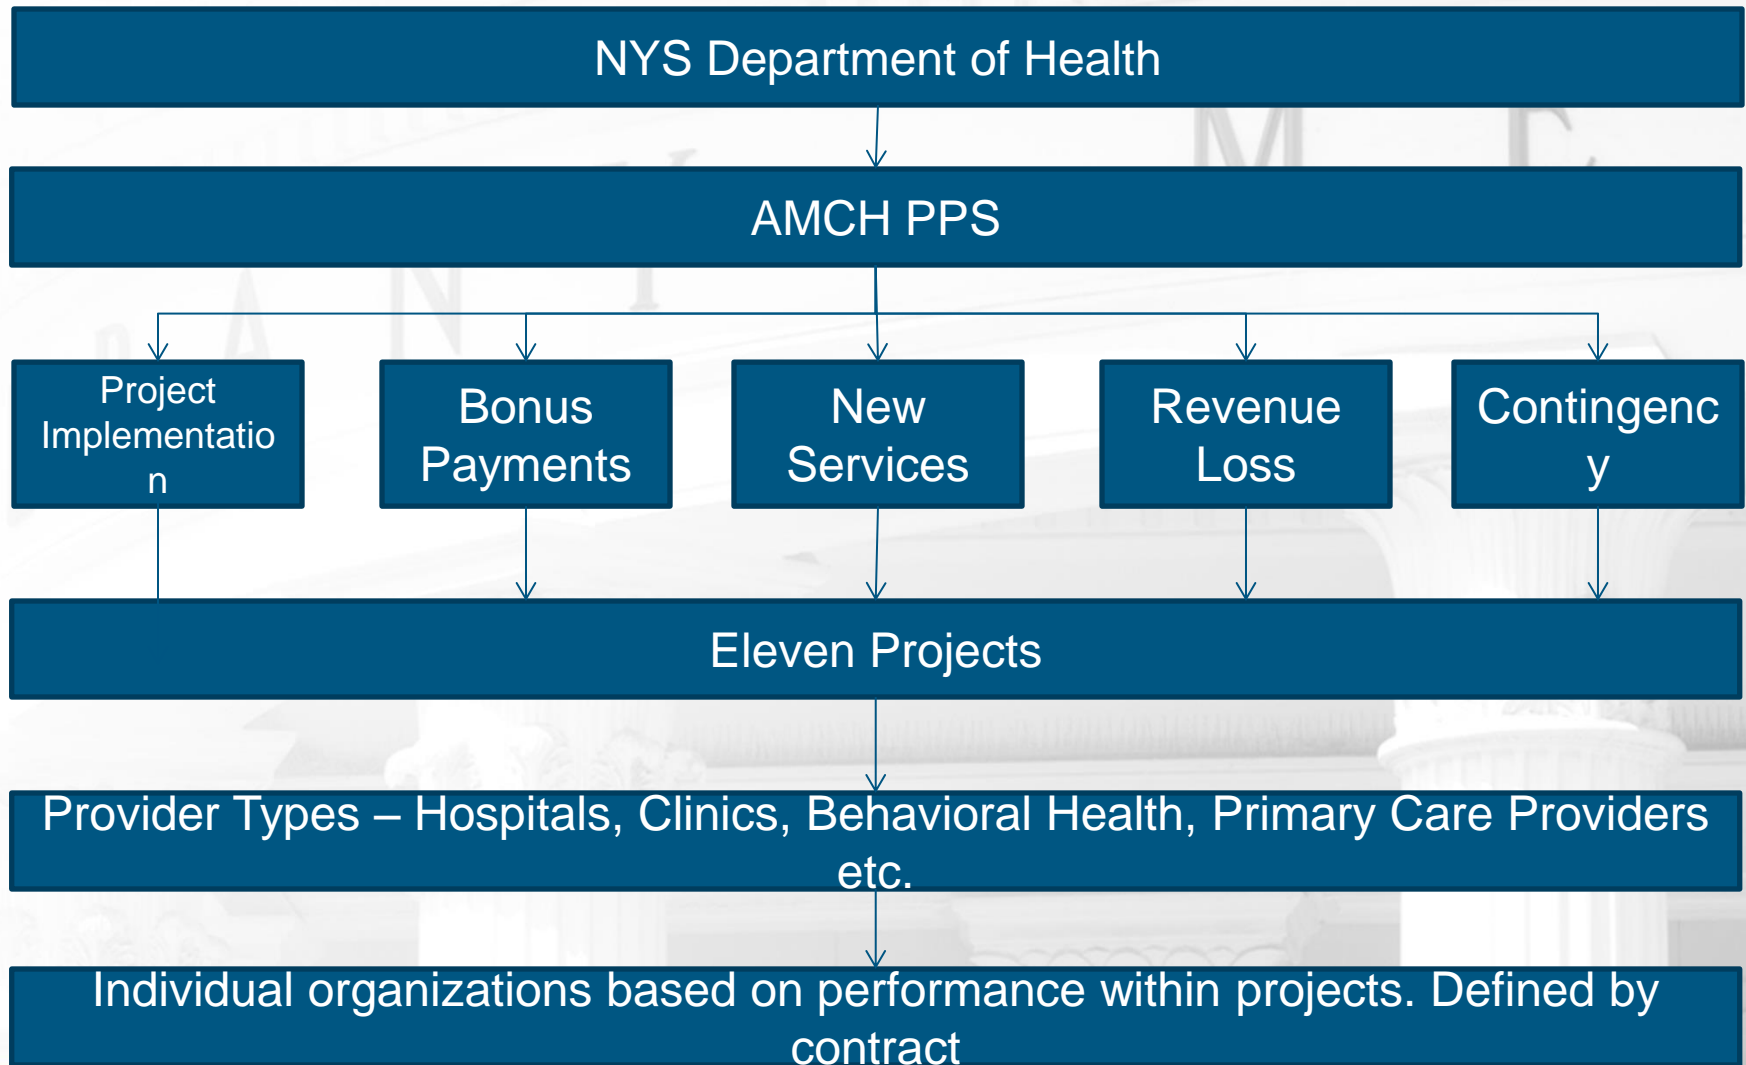 NYS Department of Health
AMCH PPS
Project
Implementatio
n
Bonus
Payments
New
Services
Revenue
Loss
Contingenc
y
Eleven Projects
Provider Types – Hospitals, Clinics, Behavioral Health, Primary Care Providers
etc.
Individual organizations based on performance within projects. Defined by
contract